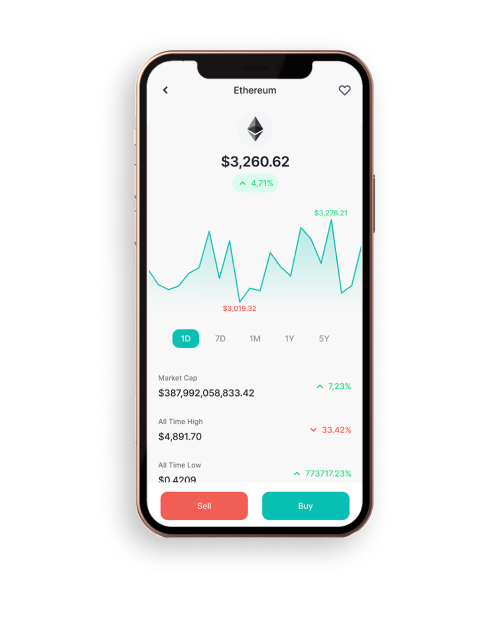 Ethereum
$3,260.62
4,71%
$3,276.21
$3,019.32
1D 7D 1M 1Y 5Y
Market Cap
$387,992,058,833.42
7,23%
All Time High
$4,891.70
33.42%
All Time Low
$0.4209
773717.23%
Sell Buy